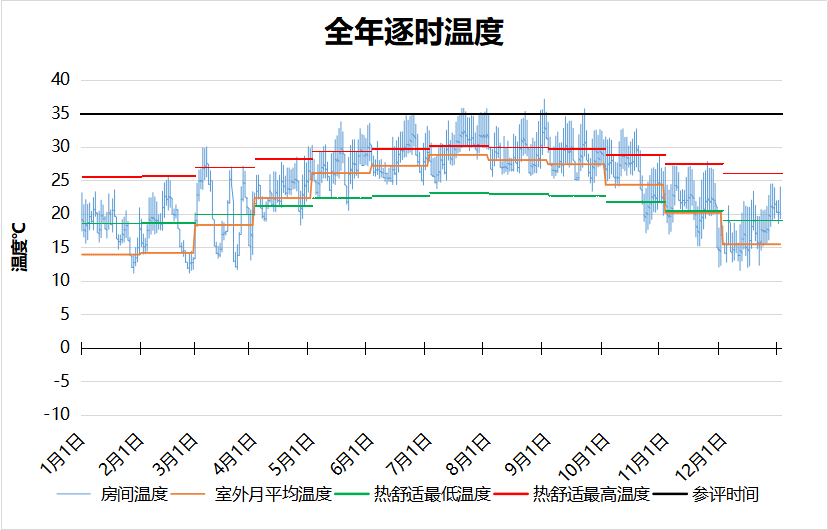 全年逐时温度
温度℃
40
35
30
25
20
15
10
5
0
-5
-10
1月1日
2月1日
3月1日
4月1日
5月1日
6月1日
7月1日
8月1日
9月1日
10月1日
11月1日
12月1日
房间温度
室外月平均温度
热舒适最低温度
热舒适最高温度
参评时间